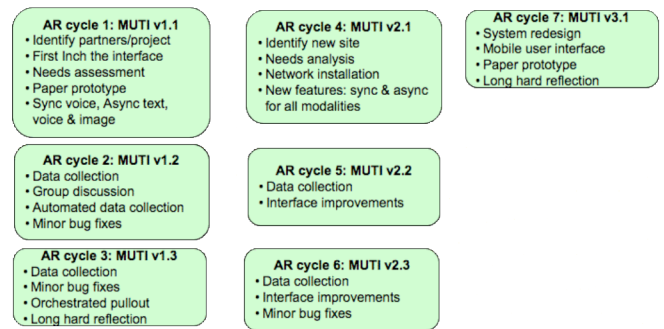 AR cycle 1: MUTI v1.1
• Identify partners/project
• First Inch the interface
• Needs assessment
• Paper prototype
• Sync voice, Async text,
voice & image
AR cycle 2: MUTI v1.2
• Data collection
• Group discussion
• Automated data collection
• Minor bug fixes
AR cycle 3: MUTI v1.3
• Data collection
• Minor bug fixes
• Orchestrated pullout
• Long hard reflection
AR cycle 4: MUTI v2.1
• Identify new site
• Needs analysis
• Network installation
• New features: sync & async
for all modalities
AR cycle 5: MUTI v2.2
• Data collection
• Interface improvements
AR cycle 6: MUTI v2.3
• Data collection
• Interface improvements
• Minor bug fixes
AR cycle 7: MUTI v3.1
• System redesign
• Mobile user interface
• Paper prototype
• Long hard reflection